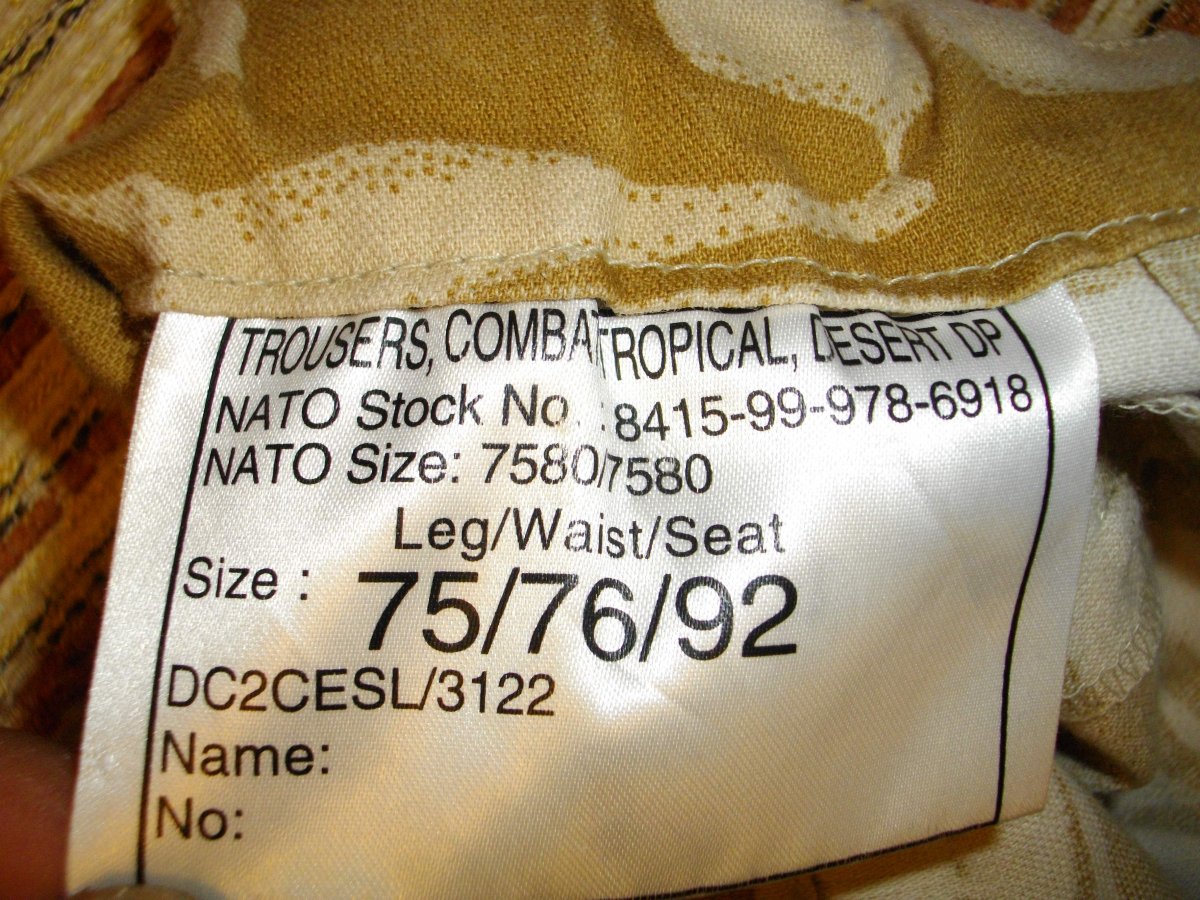 TROUSERS, COMBAT TROPICAL, DESERT DP
NATO Stock No. : 8415-99-978-6918
NATO Size: 7580/7580
Leg/Waist/Seat
Size : 75/76/92
DC2CESL/3122
Name:
No: